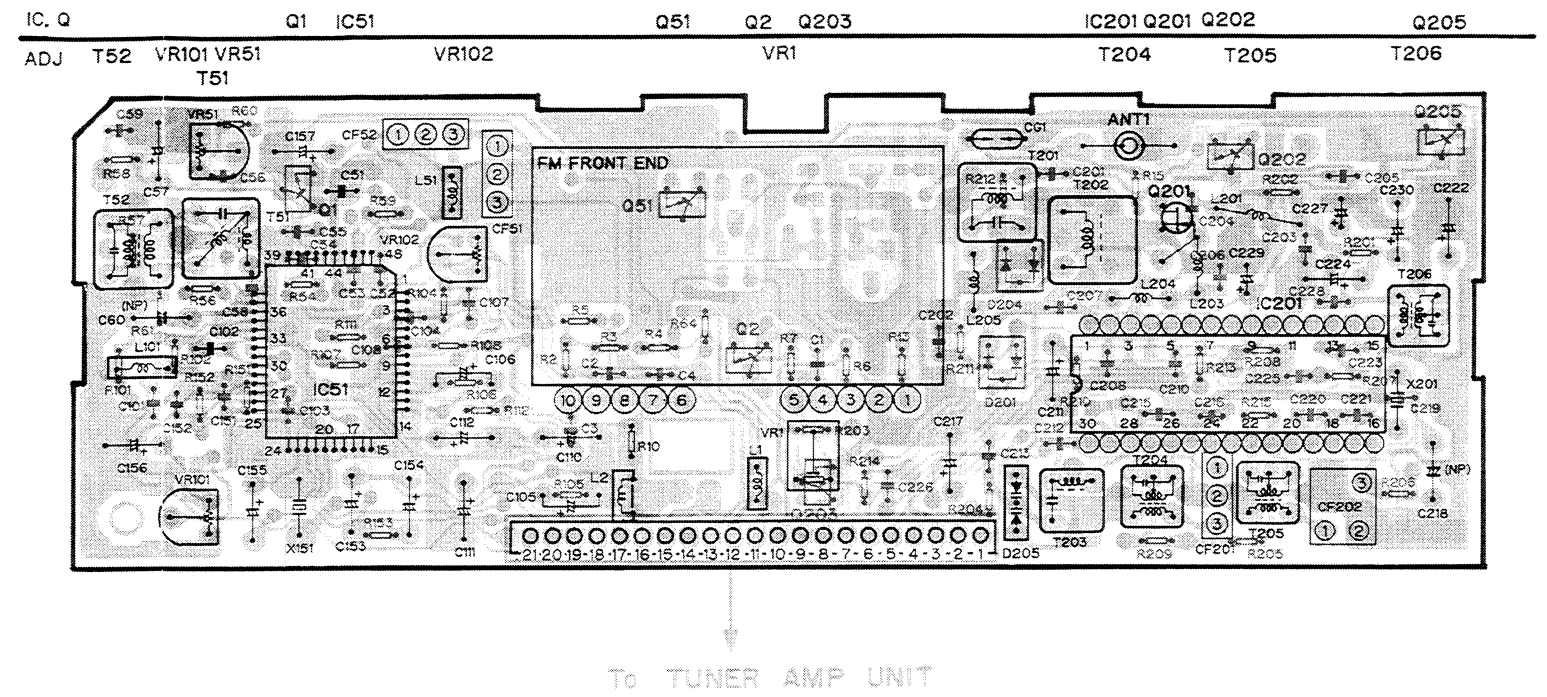 IC. Q Q1 IC51 Q51 Q2 Q203 IC201 Q201 Q202 Q205
ADJ T52 VR101 VR51 VR102 VR1 T204 T205 T206
T51
C59 VR51 R60 C157 CF52 1 2 3 CG1 ANT1 Q205
1
R58 C57 C56 C51 L51 2 FM FRONT END T201 C201 T202 R15 Q202 C205
R212 Q201 R202 C230 C222
T52 R57 T51 Q1 R59 3 Q51 C204 L201 C227
C55 VR102 CF51 C203 R201
39 41 C54 44 48 C206 C229 C224 T206
R56 R54 C53 C52 1 R104 C107 D204 C207 L204 L203 C228
(NP) C58 IC201
C60 36 3 C104 R5 R64 Q2 C202 L205
R61 C102 33 R111 6 R108 R3 R4 R7 C1 R13 1 3 5 7 9 11 13 15
L101 R102 C108 9 C106 R2 C2 C4 R6 R211 C208 C210 R213 R208 C223
R107 30 C225 R207 X201
R101 R152 R151 IC51 12 R106 10 9 8 7 6 5 4 3 2 1 D201 C211 R210 C219
C101 27 C103 R112 C215 C216 R215 C220 C221
C152 C151 25 20 17 14 C112 C3 VR1 R203 C217 C212 30 28 26 24 22 20 18 16
24 15 C110 R10
C156 C155 C154 L1 R214 C213 T204 1 (NP)
VR101 L2 C226 2 3 R206
C105 R105 R204 3 CF202
X151 C153 R153 C111 1 2 C218
21 20 19 18 17 16 15 14 13 12 11 10 9 8 7 6 5 4 3 2 1 D205 T203 R209 CF201 R205 T205
To TUNER AMP UNIT